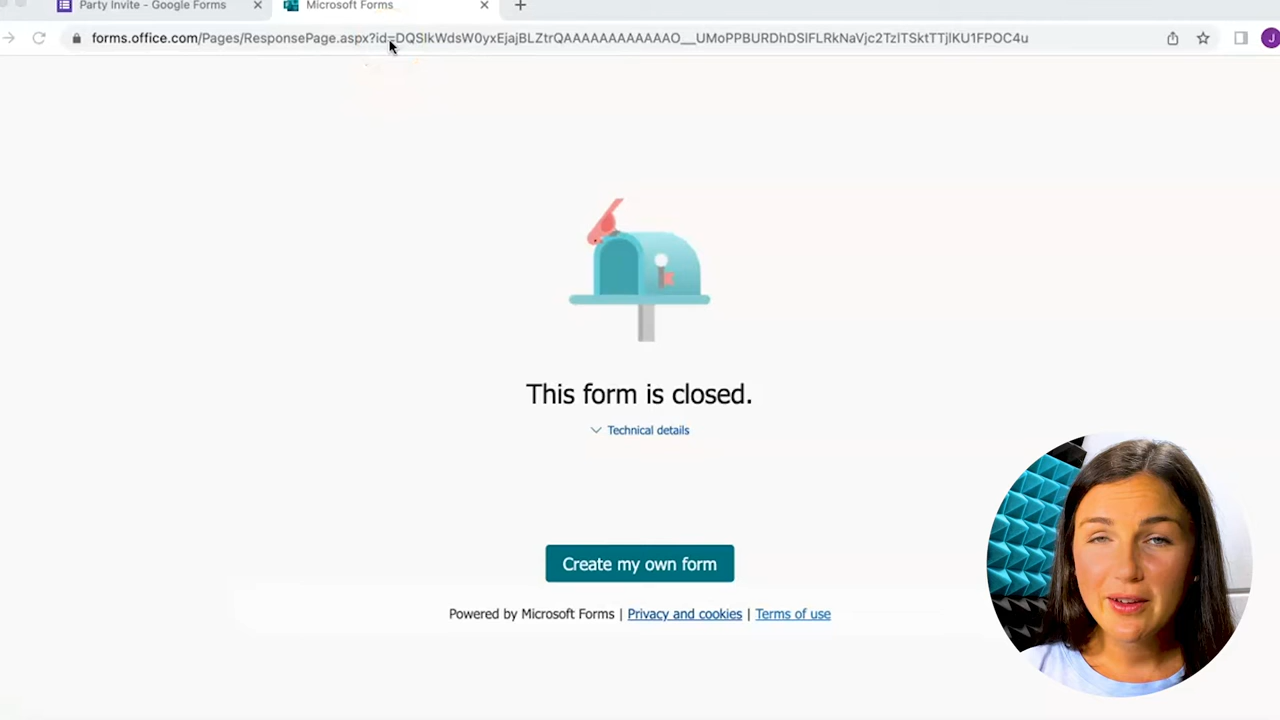 Party Invite - Google Forms
Microsoft Forms
forms.office.com/Pages/ResponsePage.aspx?id=DQSIkWdsW0yxEjajBLZtrQAAAAAAAAAAAAO__UMoPPBURDhDSlFLRkNaVjc2TzlTSktTTjlKU1FPOC4u
J
This form is closed.
Technical details
Create my own form
Powered by Microsoft Forms | Privacy and cookies | Terms of use